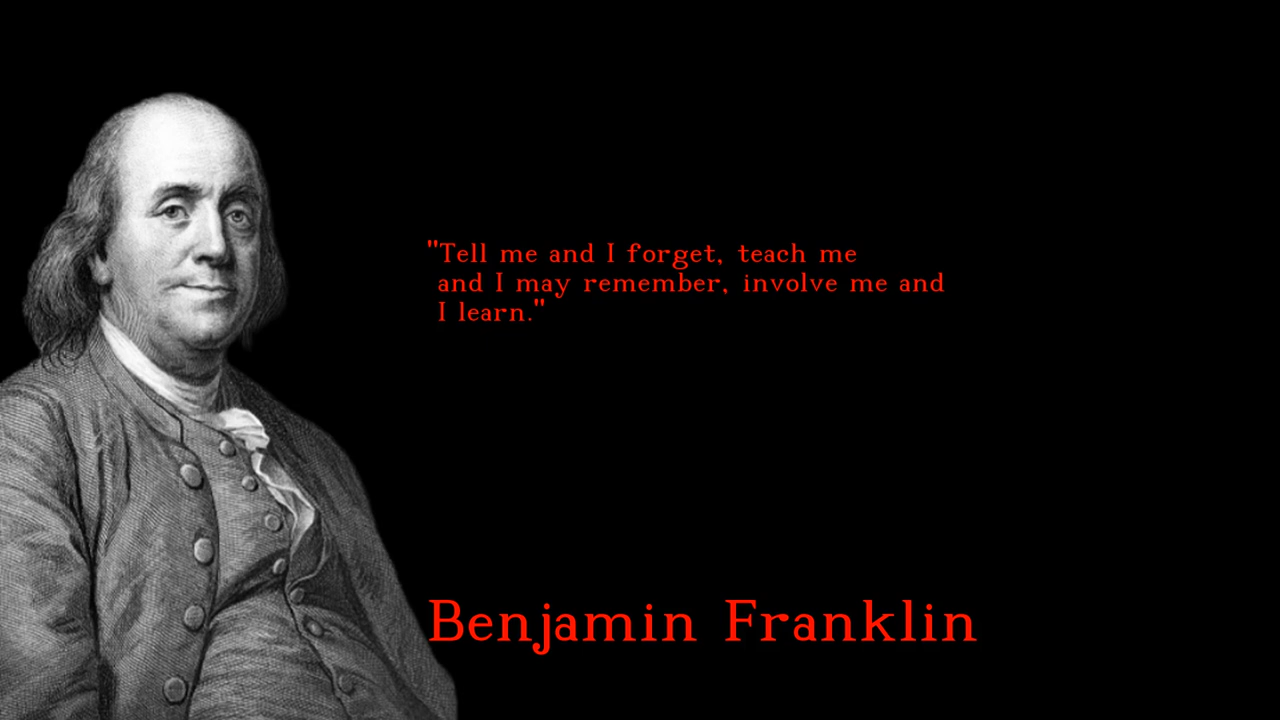 "Tell me and I forget, teach me
and I may remember, involve me and
I learn."
Benjamin Franklin